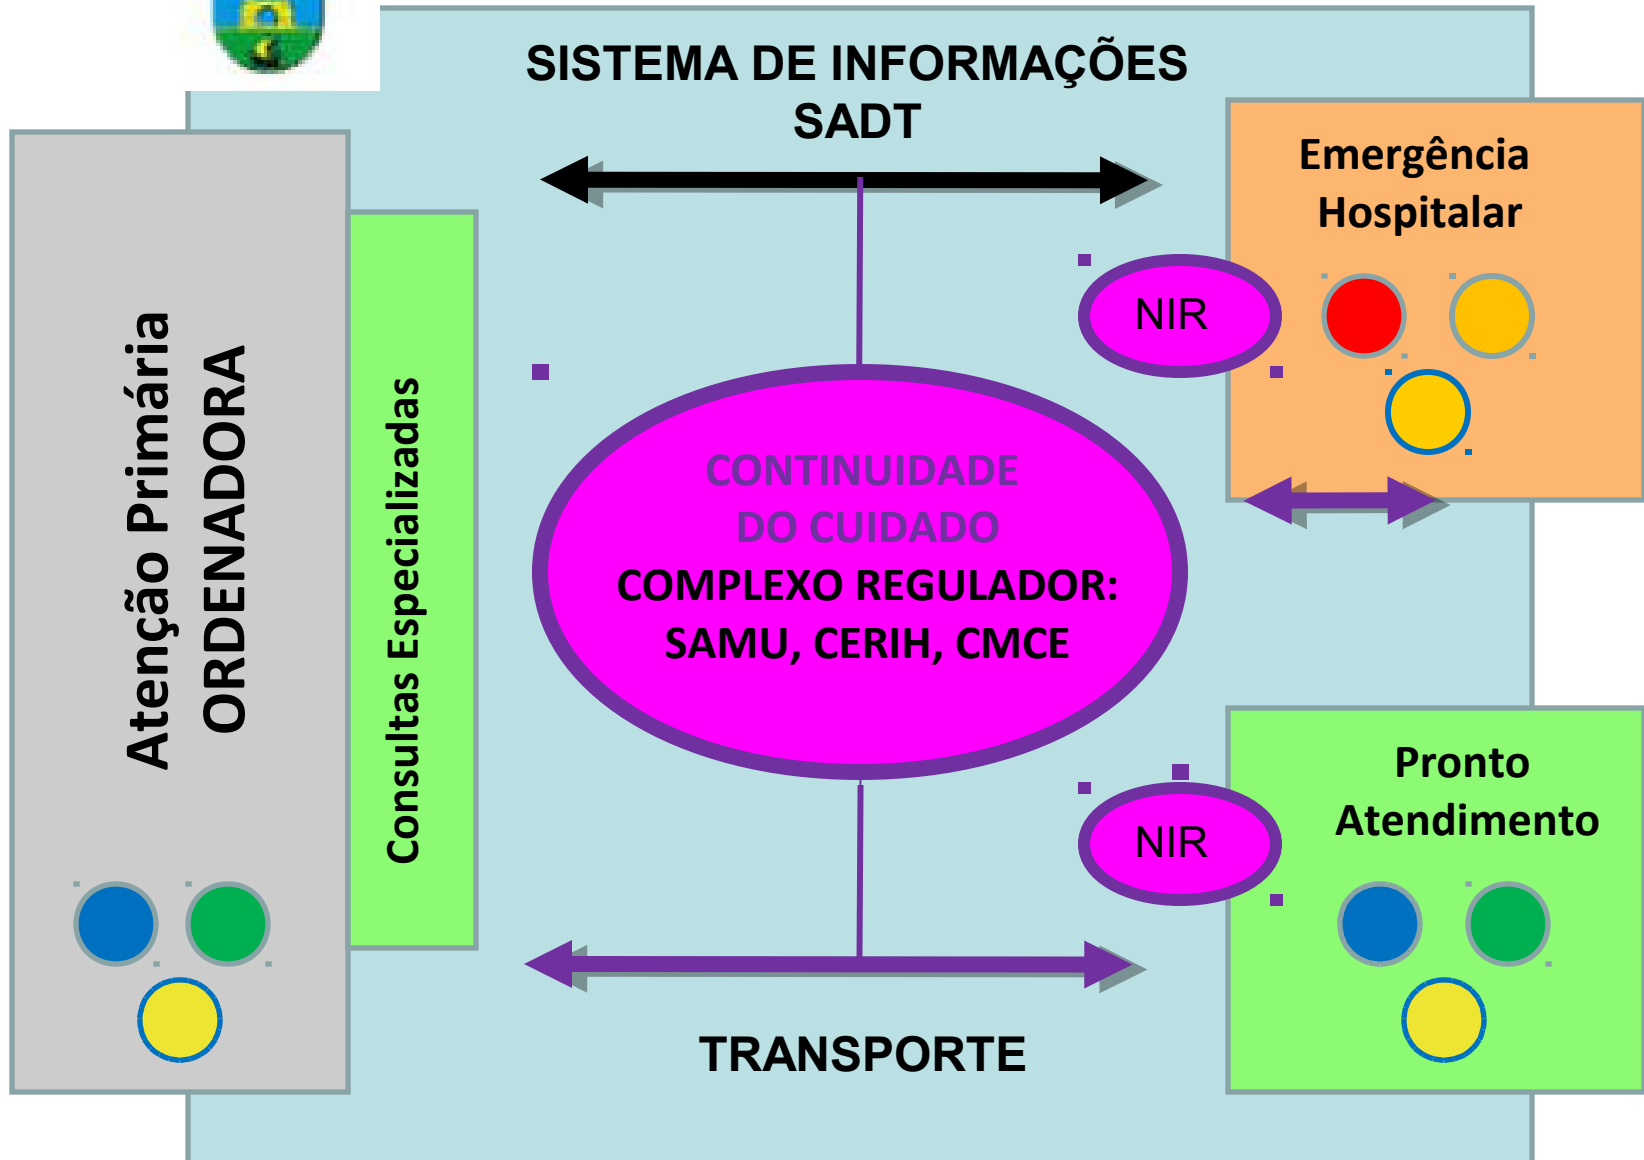 SISTEMA DE INFORMAÇÕES
SADT
Atenção Primária
ORDENADORA
Consultas Especializadas
Emergência
Hospitalar
NIR
CONTINUIDADE
DO CUIDADO
COMPLEXO REGULADOR:
SAMU, CERIH, CMCE
Pronto
Atendimento
NIR
TRANSPORTE